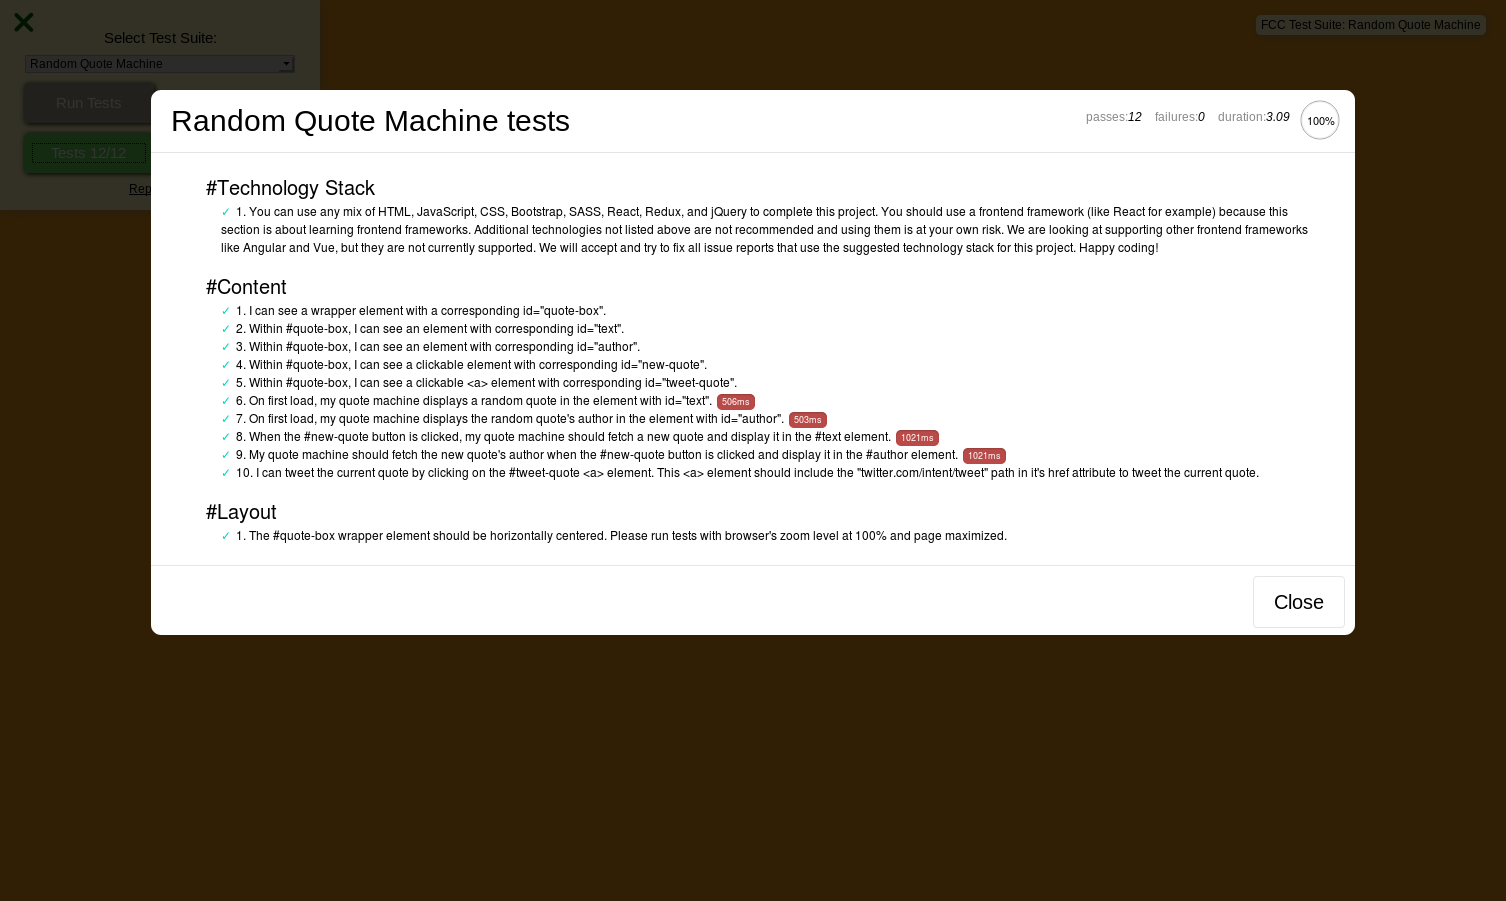 Select Test Suite:
FCC Test Suite: Random Quote Machine
Random Quote Machine
Run Tests
Tests 12/12
Rep
Random Quote Machine tests
passes:12 failures:0 duration:3.09 100%
#Technology Stack
✓ 1. You can use any mix of HTML, JavaScript, CSS, Bootstrap, SASS, React, Redux, and jQuery to complete this project. You should use a frontend framework (like React for example) because this
section is about learning frontend frameworks. Additional technologies not listed above are not recommended and using them is at your own risk. We are looking at supporting other frontend frameworks
like Angular and Vue, but they are not currently supported. We will accept and try to fix all issue reports that use the suggested technology stack for this project. Happy coding!
#Content
✓ 1. I can see a wrapper element with a corresponding id="quote-box".
✓ 2. Within #quote-box, I can see an element with corresponding id="text".
✓ 3. Within #quote-box, I can see an element with corresponding id="author".
✓ 4. Within #quote-box, I can see a clickable element with corresponding id="new-quote".
✓ 5. Within #quote-box, I can see a clickable <a> element with corresponding id="tweet-quote".
✓ 6. On first load, my quote machine displays a random quote in the element with id="text". 506ms
✓ 7. On first load, my quote machine displays the random quote's author in the element with id="author". 503ms
✓ 8. When the #new-quote button is clicked, my quote machine should fetch a new quote and display it in the #text element. 1021ms
✓ 9. My quote machine should fetch the new quote's author when the #new-quote button is clicked and display it in the #author element. 1021ms
✓ 10. I can tweet the current quote by clicking on the #tweet-quote <a> element. This <a> element should include the "twitter.com/intent/tweet" path in it's href attribute to tweet the current quote.
#Layout
✓ 1. The #quote-box wrapper element should be horizontally centered. Please run tests with browser's zoom level at 100% and page maximized.
Close